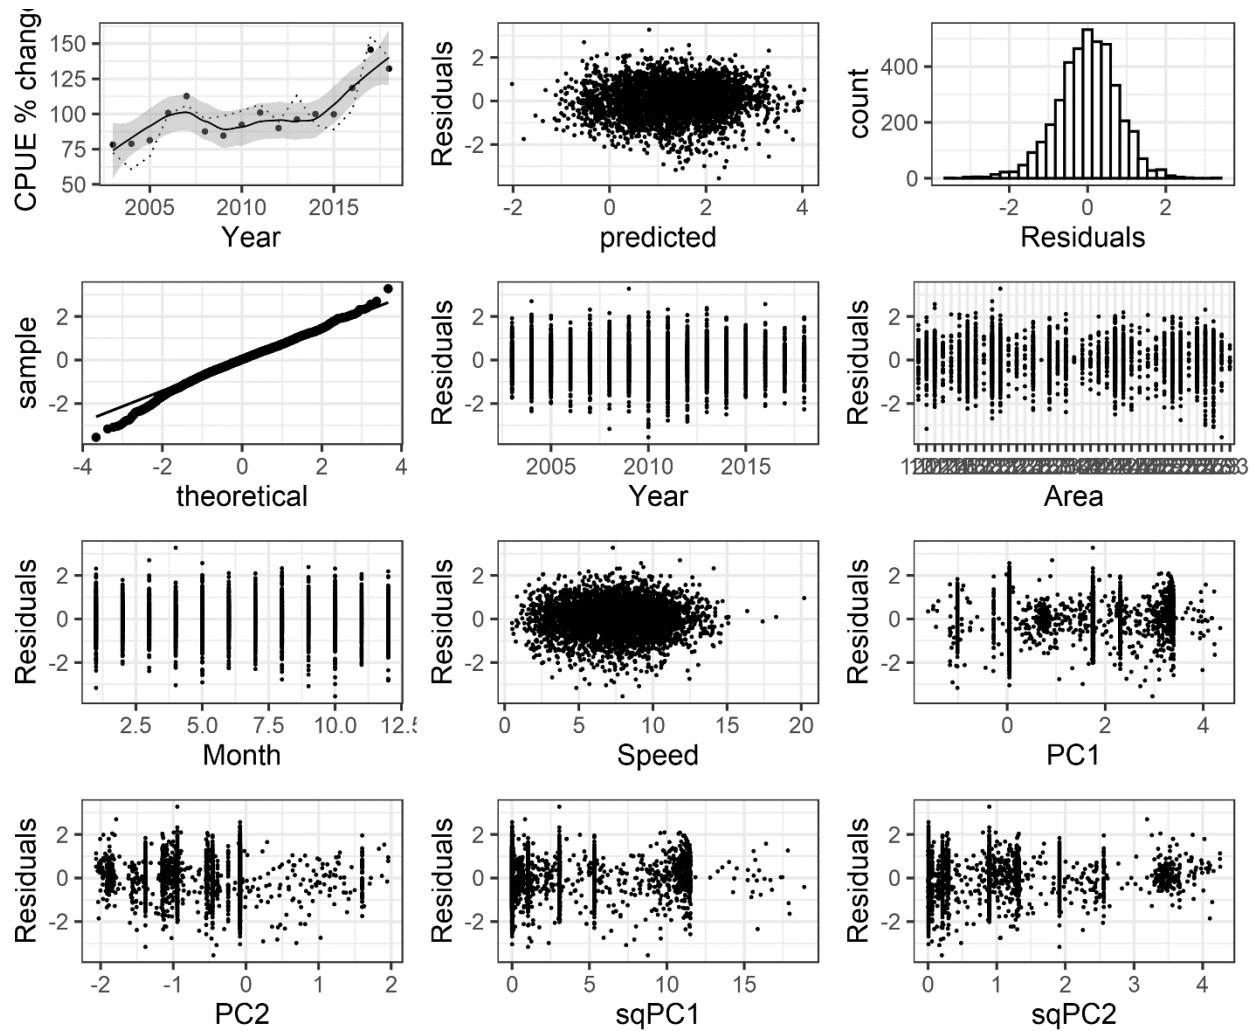 CPUE % chang
150
125
100
75
50
2005 2010 2015
Year
Residuals
2
0
-2
-2 0 2 4
predicted
count
400
200
0
-2 0 2
Residuals
sample
2
0
-2
-4 -2 0 2 4
theoretical
Residuals
2
0
-2
2005 2010 2015
Year
Residuals
2
0
-2
Area
Residuals
2
0
-2
2.5 5.0 7.5 10.0 12.5
Month
Residuals
2
0
-2
0 5 10 15 20
Speed
Residuals
2
0
-2
0 2 4
PC1
Residuals
2
0
-2
-2 -1 0 1 2
PC2
Residuals
2
0
-2
0 5 10 15
sqPC1
Residuals
2
0
-2
0 1 2 3 4
sqPC2